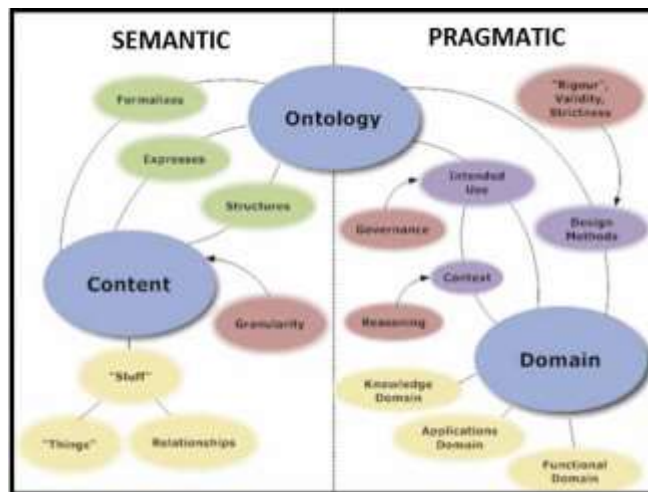 SEMANTIC
PRAGMATIC
Ontology
Formalizes
Expresses
Structures
Content
Granularity
"Stuff"
"Things"
Relationships
"Rigour",
Validity,
Strictness
Intended
Use
Governance
Design
Methods
Context
Reasoning
Domain
Knowledge
Domain
Applications
Domain
Functional
Domain